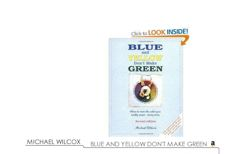 Click to LOOK INSIDE!
BLUE
and
YELLOW
Don't Make
GREEN
Michael Wilcox
MICHAEL WILCOX
BLUE AND YELLOW DONT MAKE GREEN a